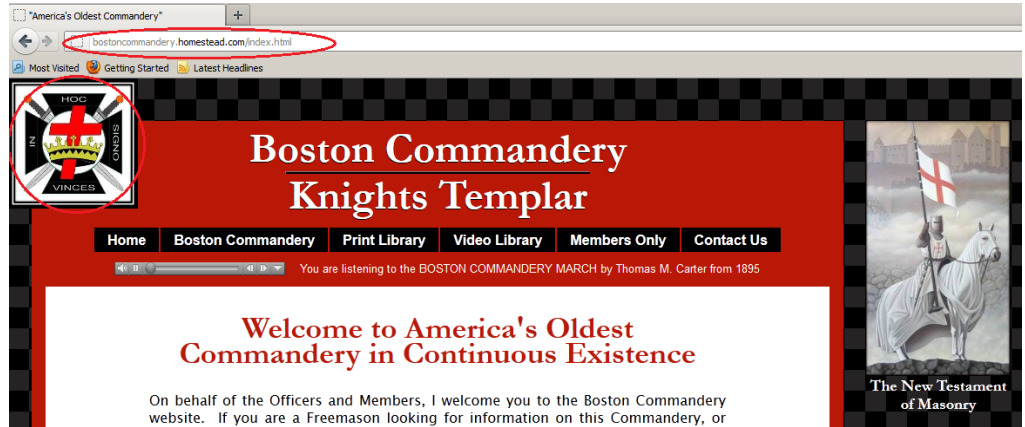 "America's Oldest Commandery"
bostoncommandery.homestead.com/index.html
Most Visited Getting Started Latest Headlines
HOC
IN
SIGNO
VINCES
Boston Commandery
Knights Templar
Home Boston Commandery Print Library Video Library Members Only Contact Us
You are listening to the BOSTON COMMANDERY MARCH by Thomas M. Carter from 1895
Welcome to America's Oldest
Commandery in Continuous Existence
On behalf of the Officers and Members, I welcome you to the Boston Commandery
website. If you are a Freemason looking for information on this Commandery, or
The New Testament
of Masonry